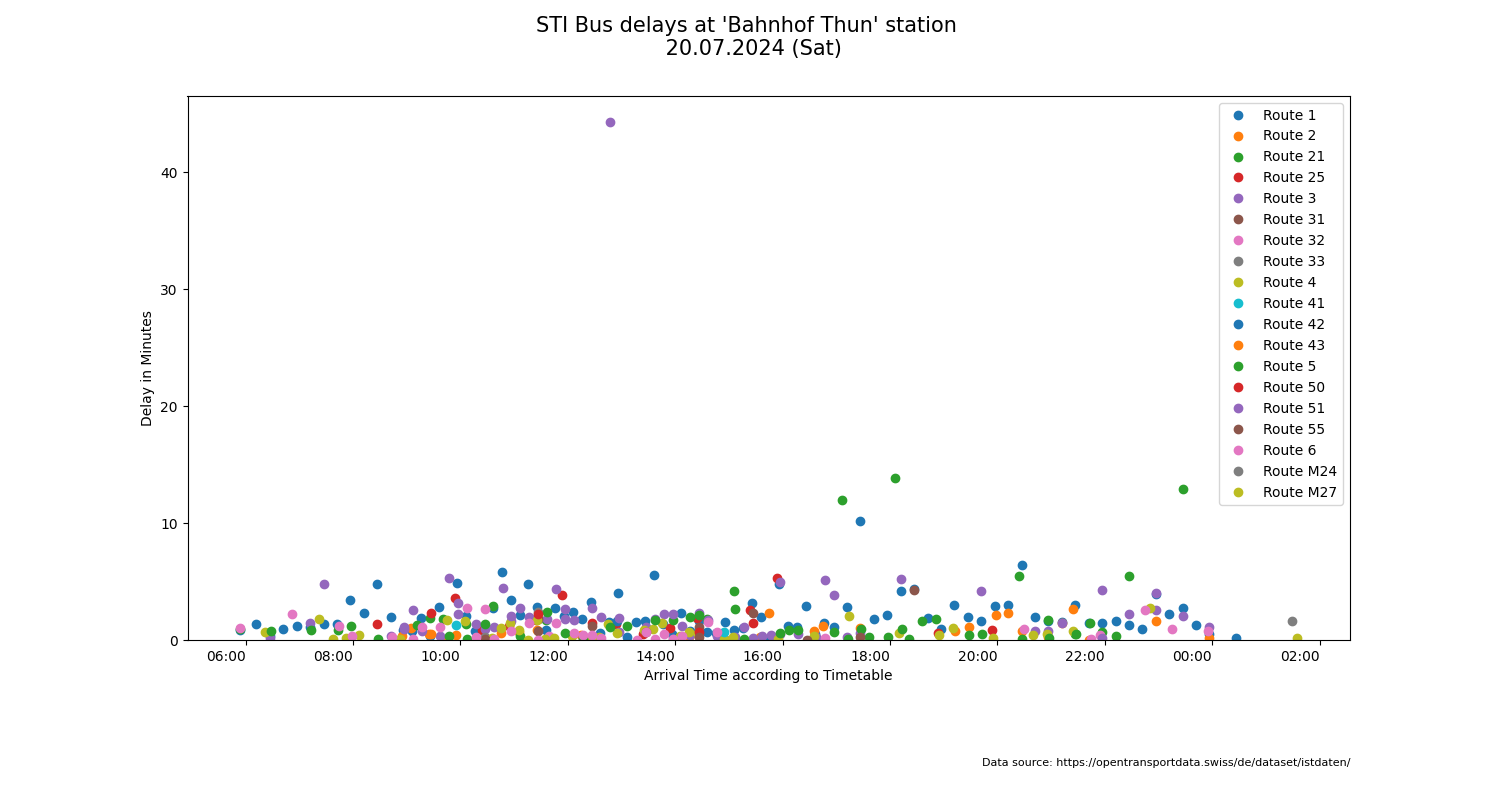 STI Bus delays at 'Bahnhof Thun' station
20.07.2024 (Sat)
Delay in Minutes
40
30
20
10
0
06:00 08:00 10:00 12:00 14:00 16:00 18:00 20:00 22:00 00:00 02:00
Arrival Time according to Timetable
Route 1
Route 2
Route 21
Route 25
Route 3
Route 31
Route 32
Route 33
Route 4
Route 41
Route 42
Route 43
Route 5
Route 50
Route 51
Route 55
Route 6
Route M24
Route M27
Data source: https://opentransportdata.swiss/de/dataset/istdaten/